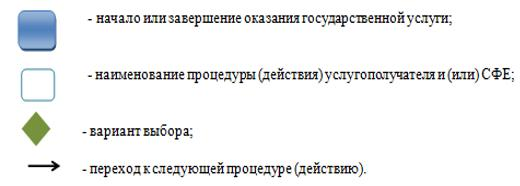 - начало или завершение оказания государственной услуги;
- наименование процедуры (действия) услугополучателя и (или) СФЕ;
- вариант выбора;
- переход к следующей процедуре (действию).